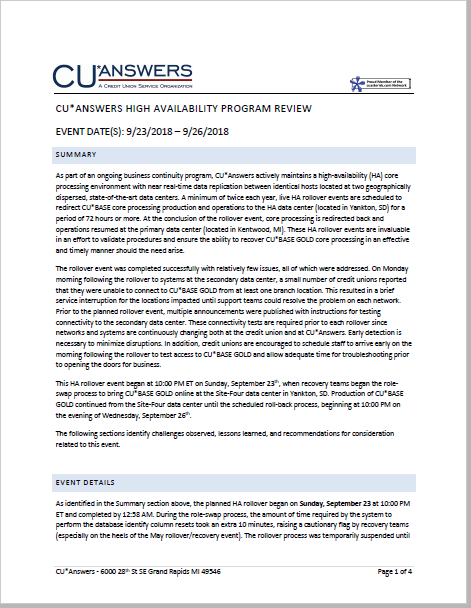 CU*ANSWERS
A CREDIT UNION SERVICE ORGANIZATION
Proud Member of the
cuasterisk.com Network
CU*ANSWERS HIGH AVAILABILITY PROGRAM REVIEW
EVENT DATE(S): 9/23/2018 – 9/26/2018
SUMMARY
As part of an ongoing business continuity program, CU*Answers actively maintains a high-availability (HA) core
processing environment with near real-time data replication between identical hosts located at two geographically
dispersed, state-of-the-art data centers. A minimum of twice each year, live HA rollover events are scheduled to
redirect CU*BASE core processing production and operations to the HA data center (located in Yankton, SD) for a
period of 72 hours or more. At the conclusion of the rollover event, core processing is redirected back and
operations resumed at the primary data center (located in Kentwood, MI). These HA rollover events are invaluable
in an effort to validate procedures and ensure the ability to recover CU*BASE GOLD core processing in an effective
and timely manner should the need arise.
The rollover event was completed successfully with relatively few issues, all of which were addressed. On Monday
morning following the rollover to systems at the secondary data center, a small number of credit unions reported
that they were unable to connect to CU*BASE GOLD from at least one branch location. This resulted in a brief
service interruption for the locations impacted until support teams could resolve the problem on each network.
Prior to the planned rollover event, multiple announcements were published with instructions for testing
connectivity to the secondary data center. These connectivity tests are required prior to each rollover since
networks and systems are continuously changing both at the credit union and at CU*Answers. Early detection is
necessary to minimize disruptions. In addition, credit unions are encouraged to schedule staff to arrive early on the
morning following the rollover to test access to CU*BASE GOLD and allow adequate time for troubleshooting prior
to opening the doors for business.
This HA rollover event began at 10:00 PM ET on Sunday, September 23th, when recovery teams began the role-
swap process to bring CU*BASE GOLD online at the Site-Four data center in Yankton, SD. Production of CU*BASE
GOLD continued from the Site-Four data center until the scheduled roll-back process, beginning at 10:00 PM on
the evening of Wednesday, September 26th.
The following sections identify challenges observed, lessons learned, and recommendations for consideration
related to this event.
EVENT DETAILS
As identified in the Summary section above, the planned HA rollover began on Sunday, September 23 at 10:00 PM
ET and completed by 12:58 AM. During the role-swap process, the amount of time required by the system to
perform the database identify column resets took an extra 10 minutes, raising a cautionary flag by recovery teams
(especially on the heels of the May rollover/recovery event). The rollover process was temporarily suspended until
CU*Answers - 6000 28th St SE Grand Rapids MI 49546
Page 1 of 4